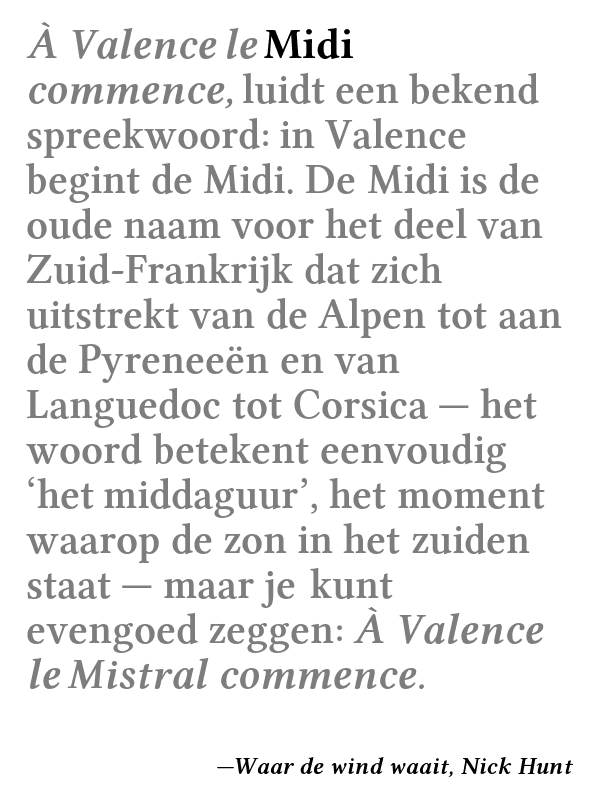 À Valence le Midi
commence, luidt een bekend
spreekwoord: in Valence
begint de Midi. De Midi is de
oude naam voor het deel van
Zuid-Frankrijk dat zich
uitstrekt van de Alpen tot aan
de Pyreneeën en van
Languedoc tot Corsica — het
woord betekent eenvoudig
‘het middaguur’, het moment
waarop de zon in het zuiden
staat — maar je kunt
evengoed zeggen: À Valence
le Mistral commence.
—Waar de wind waait, Nick Hunt